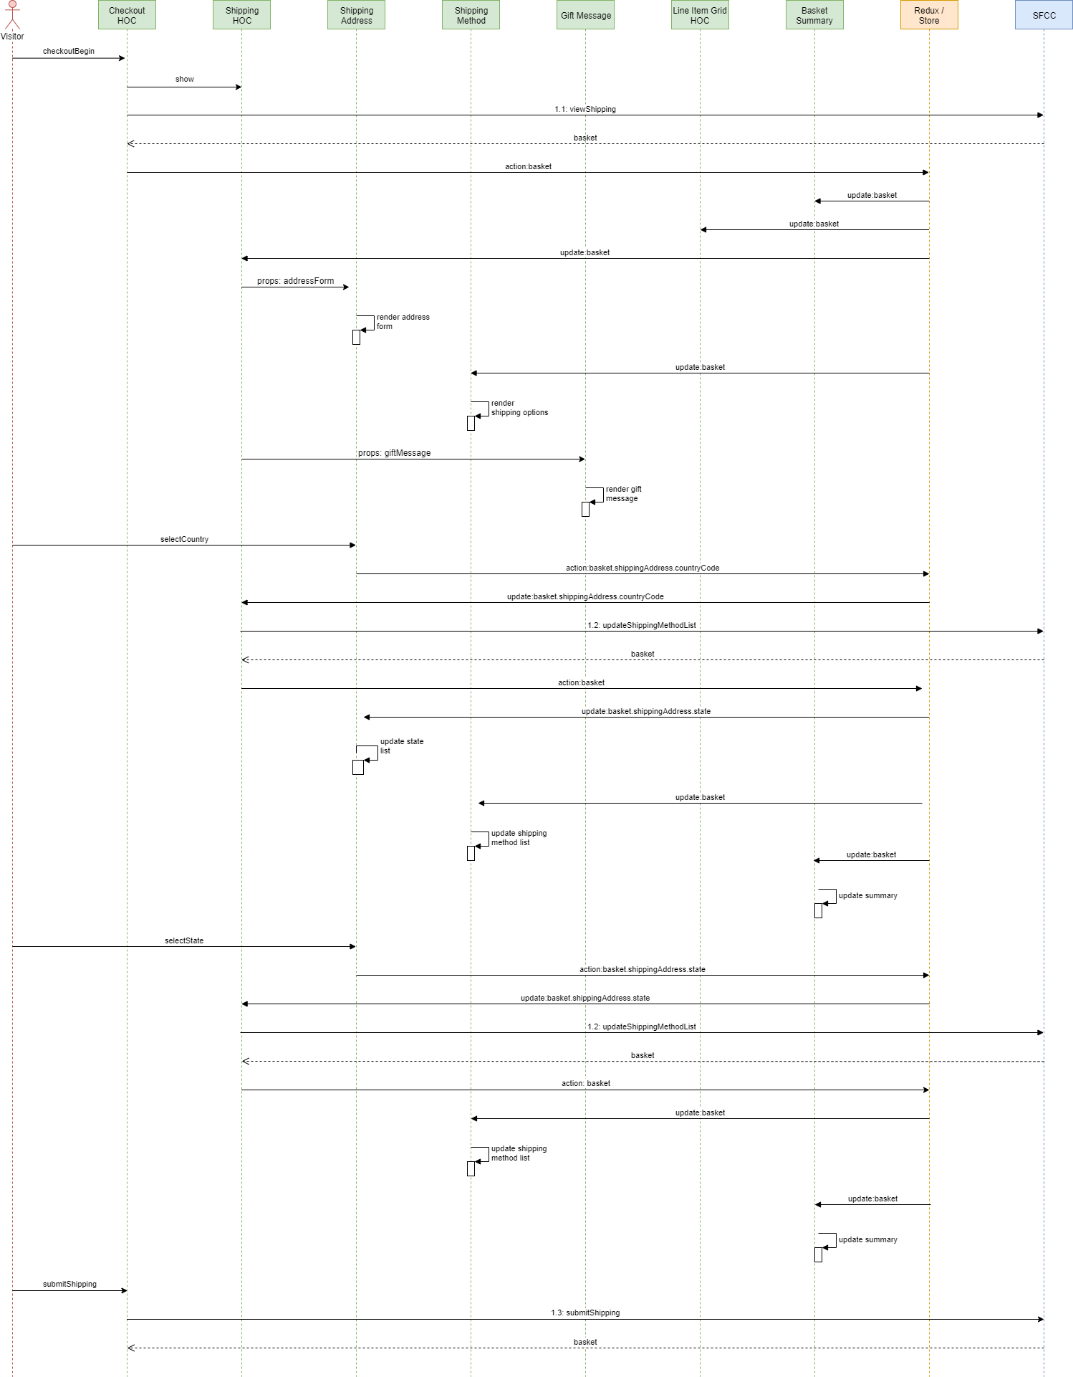 Checkout
HOC
Shipping
HOC
Shipping
Address
Shipping
Method
Gift Message
Line Item Grid
HOC
Basket
Summary
Redux /
Store
SFCC
Visitor
checkoutBegin
show
1.1: viewShipping
basket
action:basket
update:basket
update:basket
update:basket
props: addressForm
render address
form
update:basket
render
shipping options
props: giftMessage
render gift
message
selectCountry
action:basket.shippingAddress.countryCode
update:basket.shippingAddress.countryCode
1.2: updateShippingMethodList
basket
action:basket
update:basket.shippingAddress.state
update state
list
update:basket
update shipping
method list
update:basket
update summary
selectState
action:basket.shippingAddress.state
update:basket.shippingAddress.state
1.2: updateShippingMethodList
basket
action: basket
update:basket
update shipping
method list
update:basket
update summary
submitShipping
1.3: submitShipping
basket